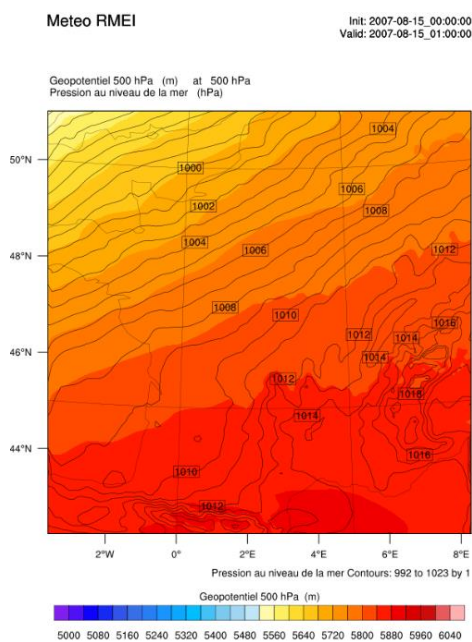 Meteo RMEI
Init: 2007-08-15_00:00:00
Valid: 2007-08-15_01:00:00
Geopotentiel 500 hPa (m) at 500 hPa
Pression au niveau de la mer (hPa)
1004
50°N
1000
1006
1002
1008
1004
1006
1012
48°N
1008
1010
1016
1012
1014
46°N
1014
1012
1018
1014
44°N
1016
1010
1012
2°W 0° 2°E 4°E 6°E 8°E
Pression au niveau de la mer Contours: 992 to 1023 by 1
Geopotentiel 500 hPa (m)
5000 5080 5160 5240 5320 5400 5480 5560 5640 5720 5800 5880 5960 6040